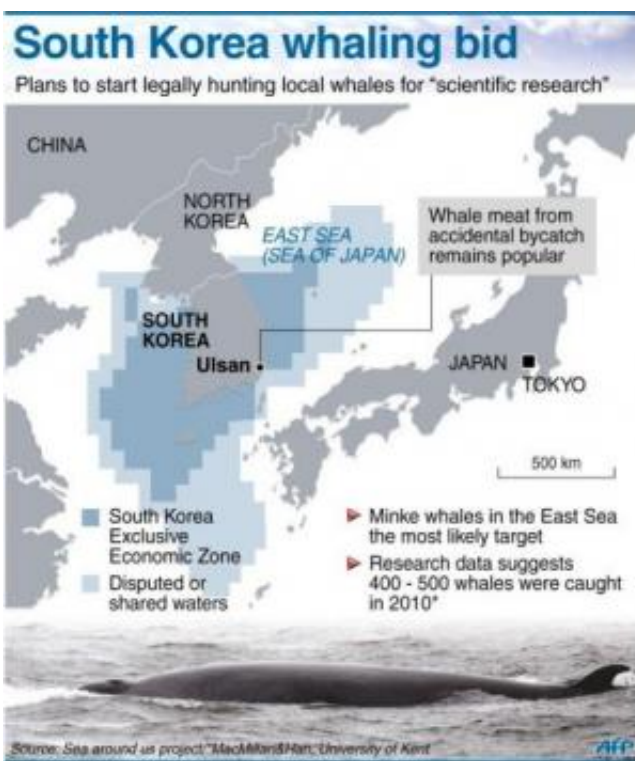 South Korea whaling bid
Plans to start legally hunting local whales for "scientific research"
CHINA
NORTH
KOREA
EAST SEA
(SEA OF JAPAN)
Whale meat from
accidental bycatch
remains popular
SOUTH
KOREA
Ulsan
JAPAN
TOKYO
500 km
South Korea
Exclusive
Economic Zone
Disputed or
shared waters
Minke whales in the East Sea
the most likely target
Research data suggests
400 - 500 whales were caught
in 2010*
Source: Sea around us project/*MacMillan&Han, University of Kent
AFP